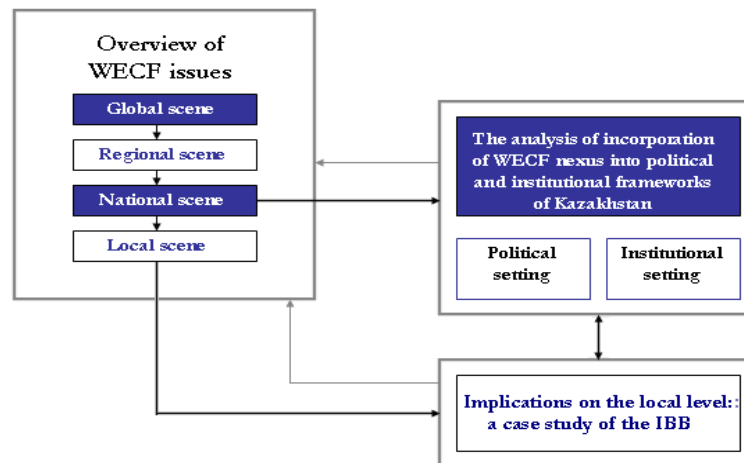 Overview of
WECF issues
Global scene
Regional scene
National scene
Local scene
The analysis of incorporation
of WECF nexus into political
and institutional frameworks
of Kazakhstan
Political
setting
Institutional
setting
Implications on the local level::
a case study of the IBB